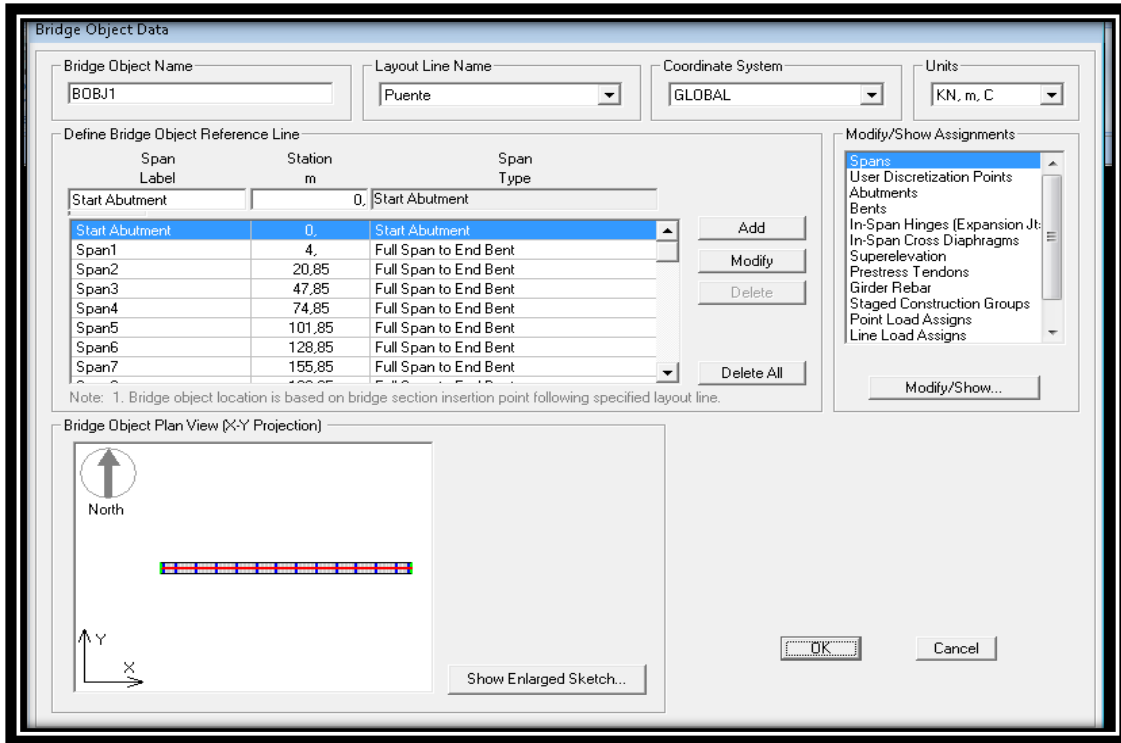 Bridge Object Data
Bridge Object Name
BOBJ1
Layout Line Name
Puente
Coordinate System
GLOBAL
Units
KN, m, C
Define Bridge Object Reference Line
Span Label
Station m
Span Type
Start Abutment 0, Start Abutment
Start Abutment 0, Start Abutment
Span1 4, Full Span to End Bent
Span2 20,85 Full Span to End Bent
Span3 47,85 Full Span to End Bent
Span4 74,85 Full Span to End Bent
Span5 101,85 Full Span to End Bent
Span6 128,85 Full Span to End Bent
Span7 155,85 Full Span to End Bent
Add
Modify
Delete
Delete All
Note: 1. Bridge object location is based on bridge section insertion point following specified layout line.
Modify/Show Assignments
Spans
User Discretization Points
Abutments
Bents
In-Span Hinges (Expansion Jts
In-Span Cross Diaphragms
Superelevation
Prestress Tendons
Girder Rebar
Staged Construction Groups
Point Load Assigns
Line Load Assigns
Modify/Show...
Bridge Object Plan View (X-Y Projection)
North
Y
X
Show Enlarged Sketch...
OK
Cancel